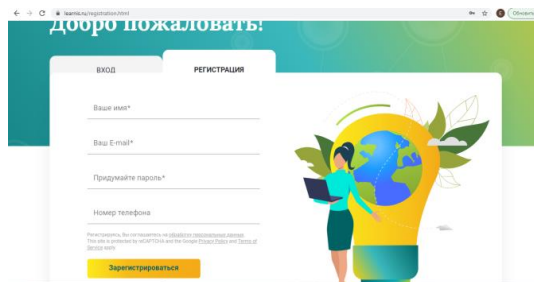 learnis.ru/registration.html
Обновить
Добро пожаловать!
ВХОД
РЕГИСТРАЦИЯ
Ваше имя*
Ваш E-mail*
Придумайте пароль*
Номер телефона
Регистрируясь, Вы соглашаетесь на обработку персональных данных.
This site is protected by reCAPTCHA and the Google Privacy Policy and Terms of
Service apply.
Зарегистрироваться